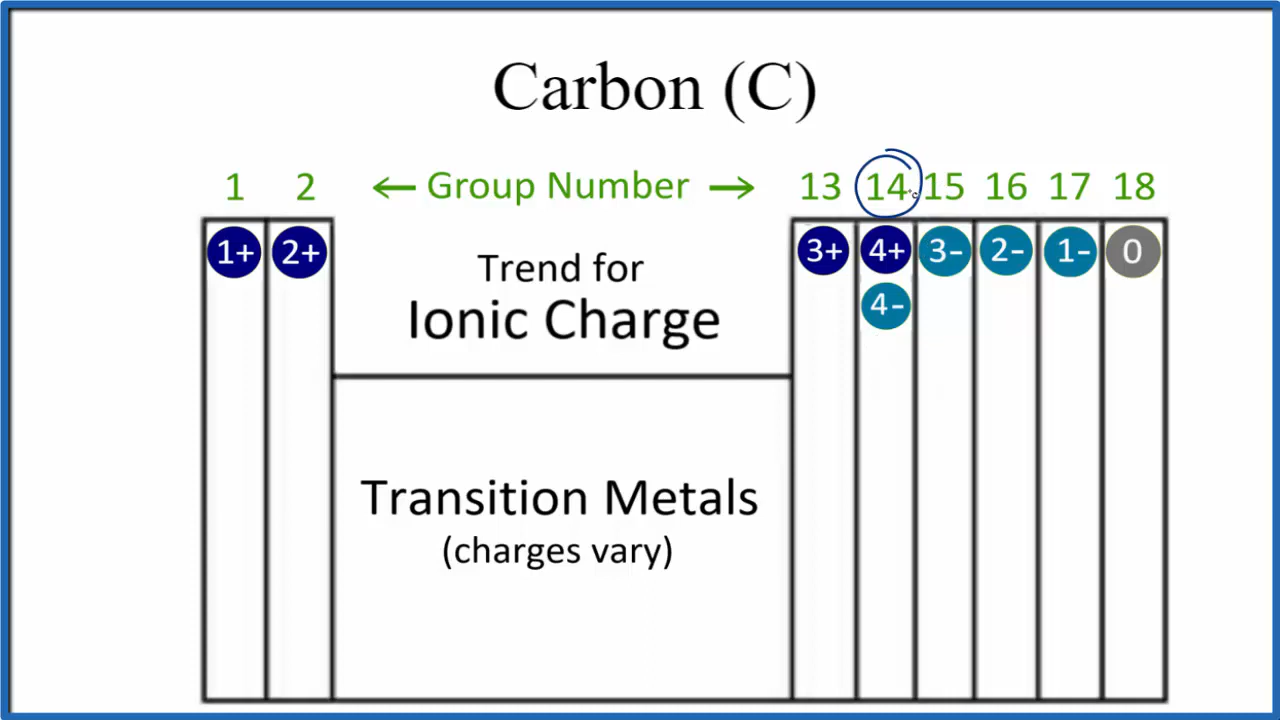 Carbon (C)
1 2 ← Group Number → 13 14 15 16 17 18
1+ 2+ 3+ 4+ 3- 2- 1- 0
4-
Trend for
Ionic Charge
Transition Metals
(charges vary)